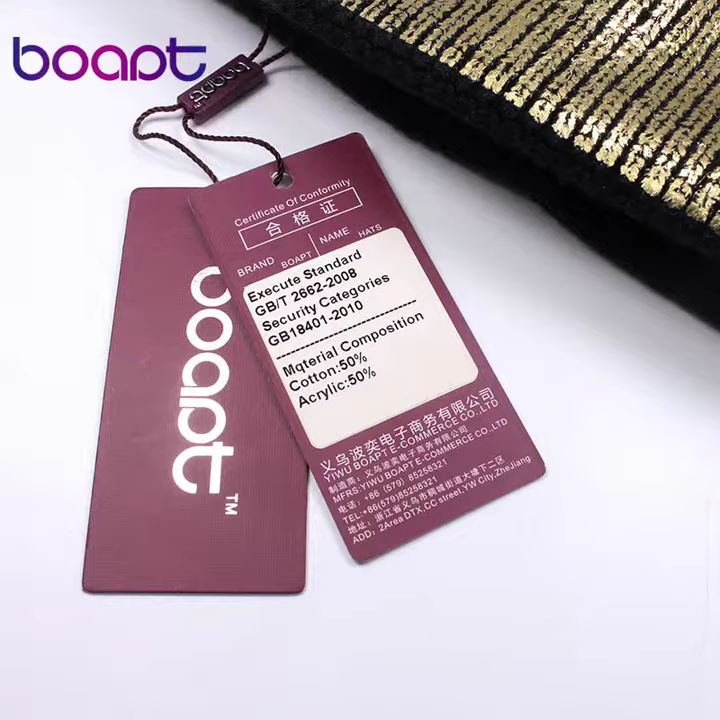 boapt
boapt
boapt™
Certificate Of Conformity
合格证
BRAND BOAPT NAME HATS
Execute Standard
GB/T 2662-2008
Security Categories
GB18401-2010
--------------------------------
Mqterial Composition
Cotton:50%
Acrylic:50%
义乌波奕电子商务有限公司
YIWU BOAPT E-COMMERCE CO.,LTD
制造商：义乌波奕电子商务有限公司
MFRS:YIWU BOAPT E-COMMERCE CO.,LTD
电话：+86 (579) 85258321
TEL:+86(579)85258321
地址：浙江省义乌市稠城街道大塘下二区
ADD: 2Area DTX,CC street,YW City,ZheJiang